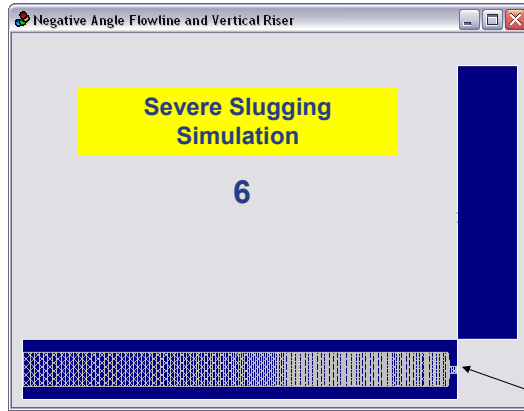 Negative Angle Flowline and Vertical Riser
Severe Slugging
Simulation
6